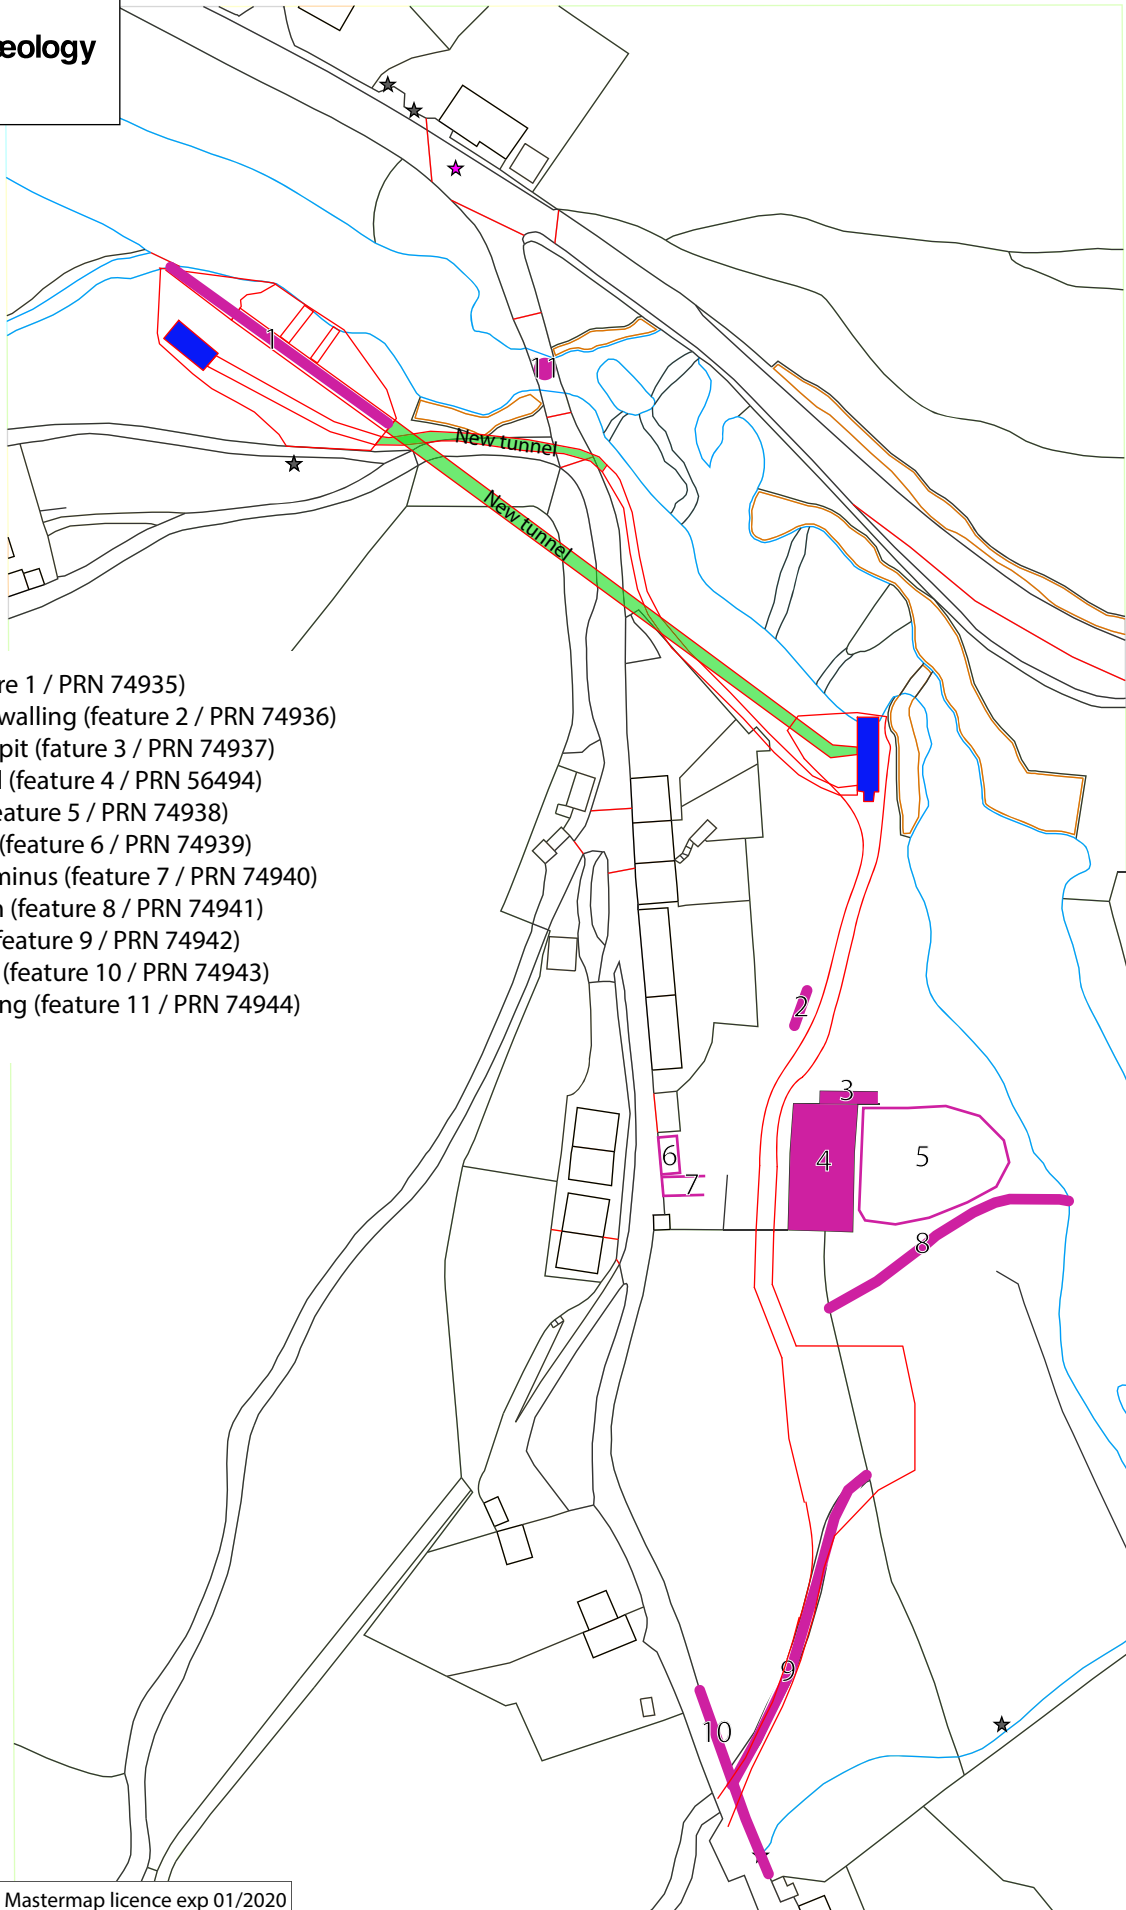 eology
1
11
New tunnel
New tunnel
re 1 / PRN 74935)
walling (feature 2 / PRN 74936)
pit (fature 3 / PRN 74937)
l (feature 4 / PRN 56494)
eature 5 / PRN 74938)
(feature 6 / PRN 74939)
minus (feature 7 / PRN 74940)
n (feature 8 / PRN 74941)
feature 9 / PRN 74942)
(feature 10 / PRN 74943)
ng (feature 11 / PRN 74944)
2
3
4
5
6
7
8
9
10
Mastermap licence exp 01/2020